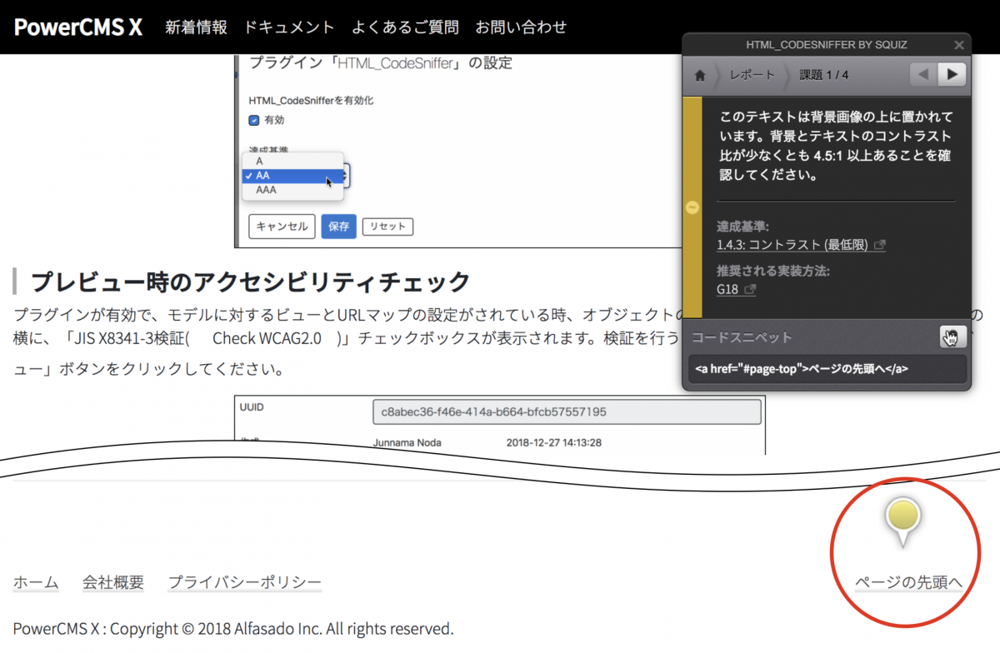 PowerCMS X 新着情報 ドキュメント よくあるご質問 お問い合わせ
プラグイン「HTML_CodeSniffer」の設定
HTML_CodeSnifferを有効化
有効
達成基準
A
AA
AAA
キャンセル 保存 リセット
HTML_CODESNIFFER BY SQUIZ
レポート 課題 1 / 4
このテキストは背景画像の上に置かれて
います。背景とテキストのコントラスト
比が少なくとも 4.5:1 以上あることを確
認してください。
達成基準:
1.4.3: コントラスト (最低限)
推奨される実装方法:
G18
コードスニペット
<a href="#page-top">ページの先頭へ</a>
プレビュー時のアクセシビリティチェック
プラグインが有効で、モデルに対するビューとURLマップの設定がされている時、オブジェクトの
横に、「JIS X8341-3検証( Check WCAG2.0 )」チェックボックスが表示されます。検証を行う
ュー」ボタンをクリックしてください。
UUID c8abec36-f46e-414a-b664-bfcb57557195
Junnama Noda 2018-12-27 14:13:28
ホーム 会社概要 プライバシーポリシー ページの先頭へ
PowerCMS X : Copyright © 2018 Alfasado Inc. All rights reserved.